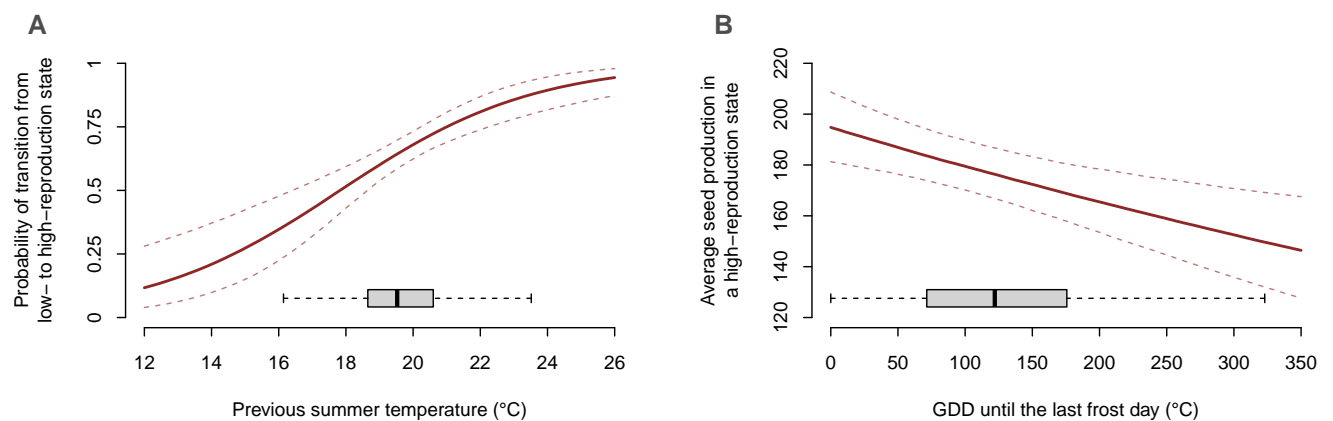 A
Probability of transition from
low− to high−reproduction state
0
0.25
0.5
0.75
1
12 14 16 18 20 22 24 26
Previous summer temperature (°C)
B
Average seed production in
a high−reproduction state
120
140
160
180
200
220
0 50 100 150 200 250 300 350
GDD until the last frost day (°C)